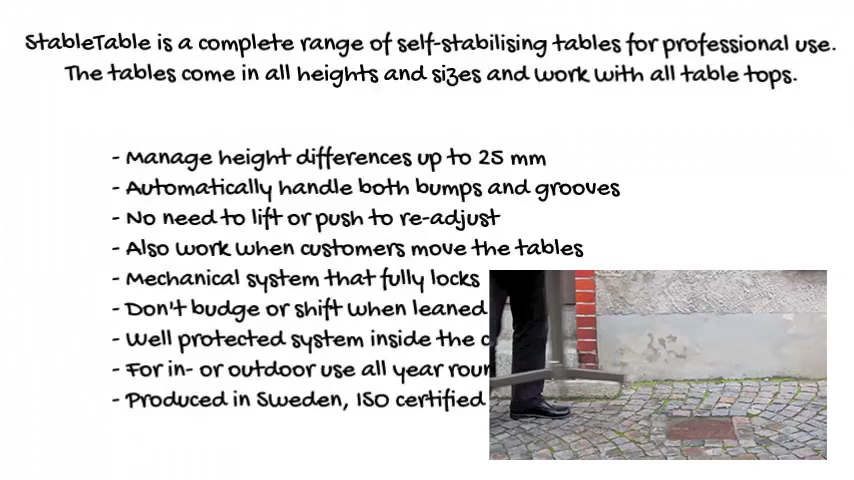 StableTable is a complete range of self-stabilising tables for professional use.
The tables come in all heights and sizes and work with all table tops.
- Manage height differences up to 25 mm
- Automatically handle both bumps and grooves
- No need to lift or push to re-adjust
- Also work when customers move the tables
- Mechanical system that fully locks
- Don't budge or shift when leaned
- Well protected system inside the
- For in- or outdoor use all year
- Produced in Sweden, ISO certified